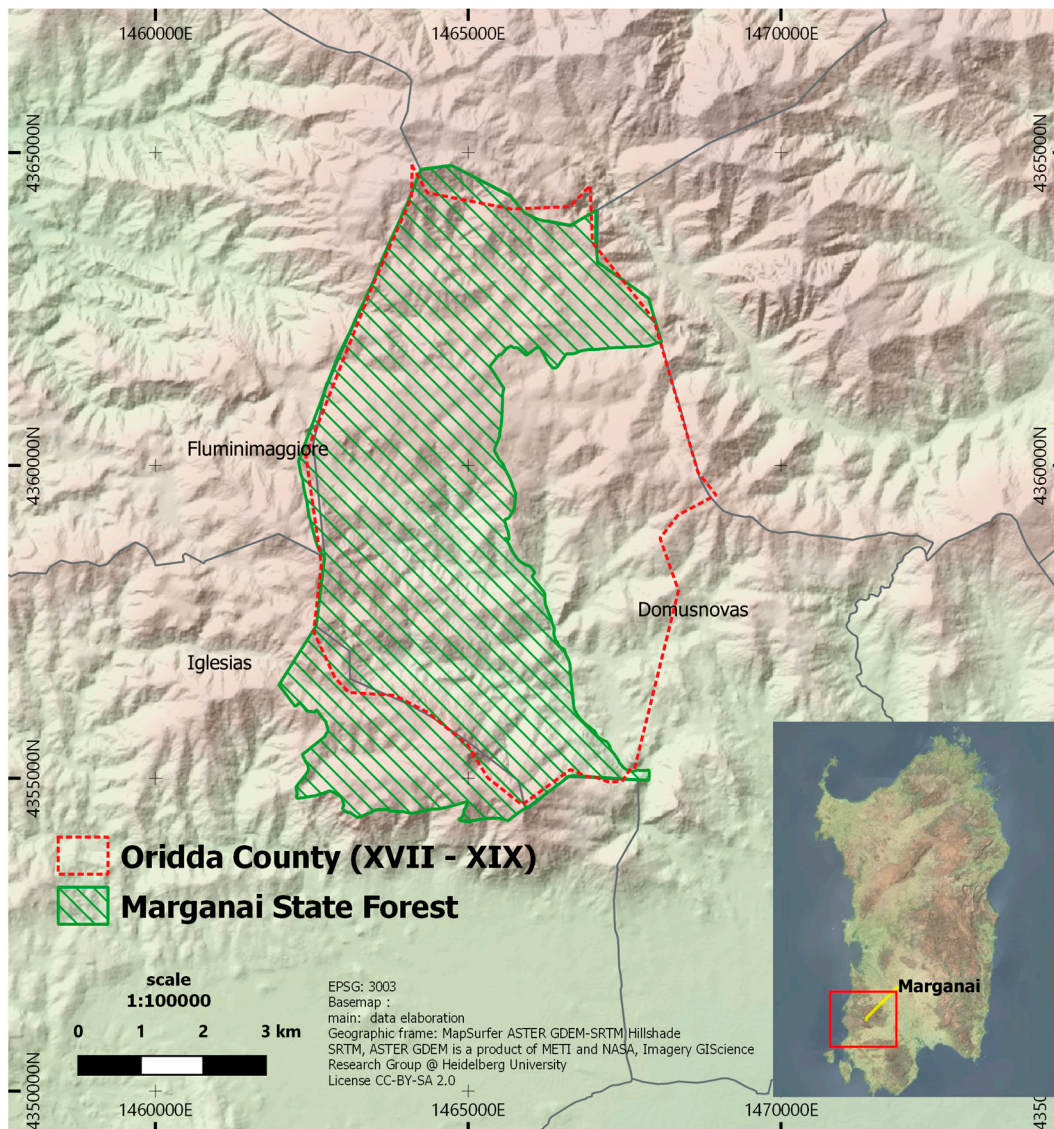 1460000E 1465000E 1470000E
4365000N 4365000N
Fluminimaggiore
4360000N 4360000N
Domusnovas
Iglesias
4355000N
Oridda County (XVII - XIX)
Marganai State Forest
scale
1:100000
0 1 2 3 km
EPSG: 3003
Basemap :
main: data elaboration
Geographic frame: MapSurfer ASTER GDEM-SRTM Hillshade
SRTM, ASTER GDEM is a product of METI and NASA, Imagery GIScience
Research Group @ Heidelberg University
License CC-BY-SA 2.0
Marganai
4350000N
1460000E 1465000E 1470000E